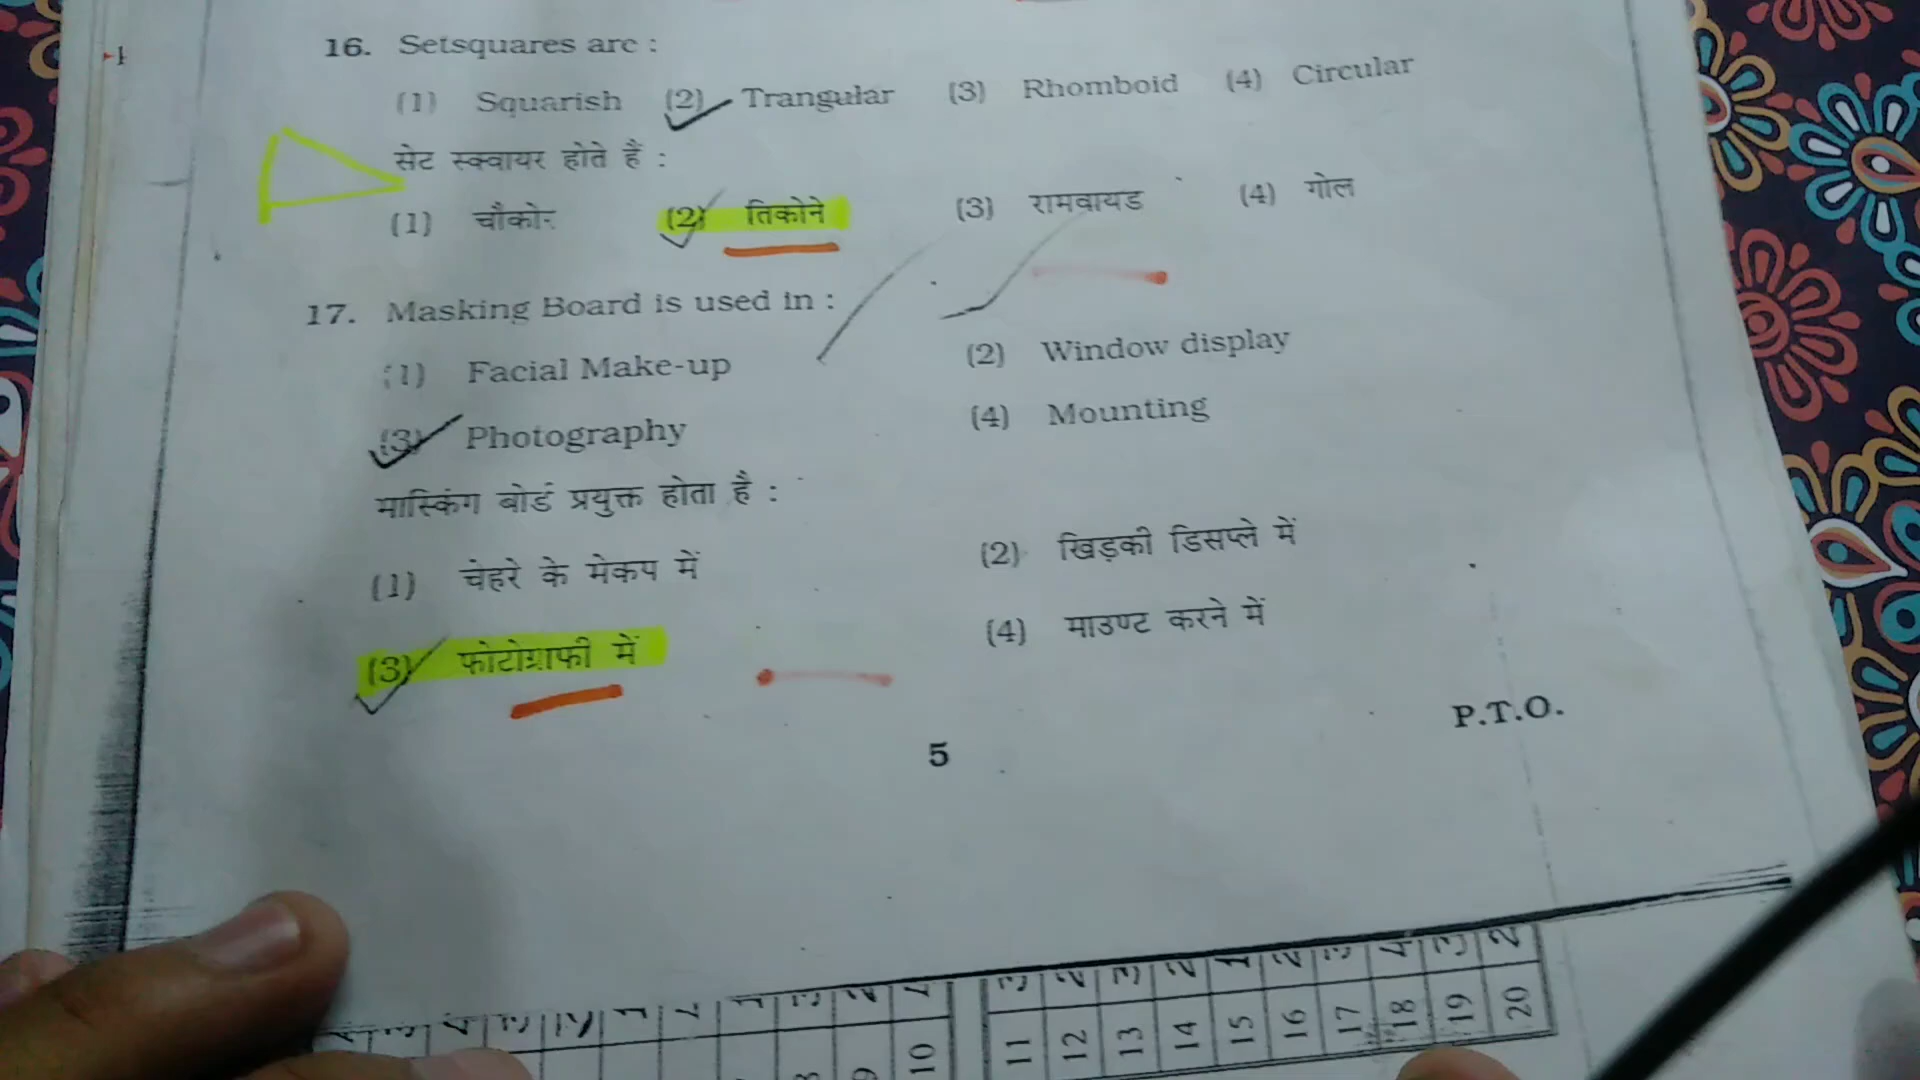 16. Setsquares are :
(1) Squarish (2) Trangular (3) Rhomboid (4) Circular
सेट स्क्वायर होते हैं :
(1) चौकोर (2) तिकोने (3) रामवायड (4) गोल
17. Masking Board is used in :
(1) Facial Make-up (2) Window display
(3) Photography (4) Mounting
मास्किंग बोर्ड प्रयुक्त होता है :
(1) चेहरे के मेकप में (2) खिड़की डिसप्ले में
(3) फोटोग्राफी में (4) माउण्ट करने में
5
P.T.O.
10 11 12 13 14 15 16 17 18 19 20